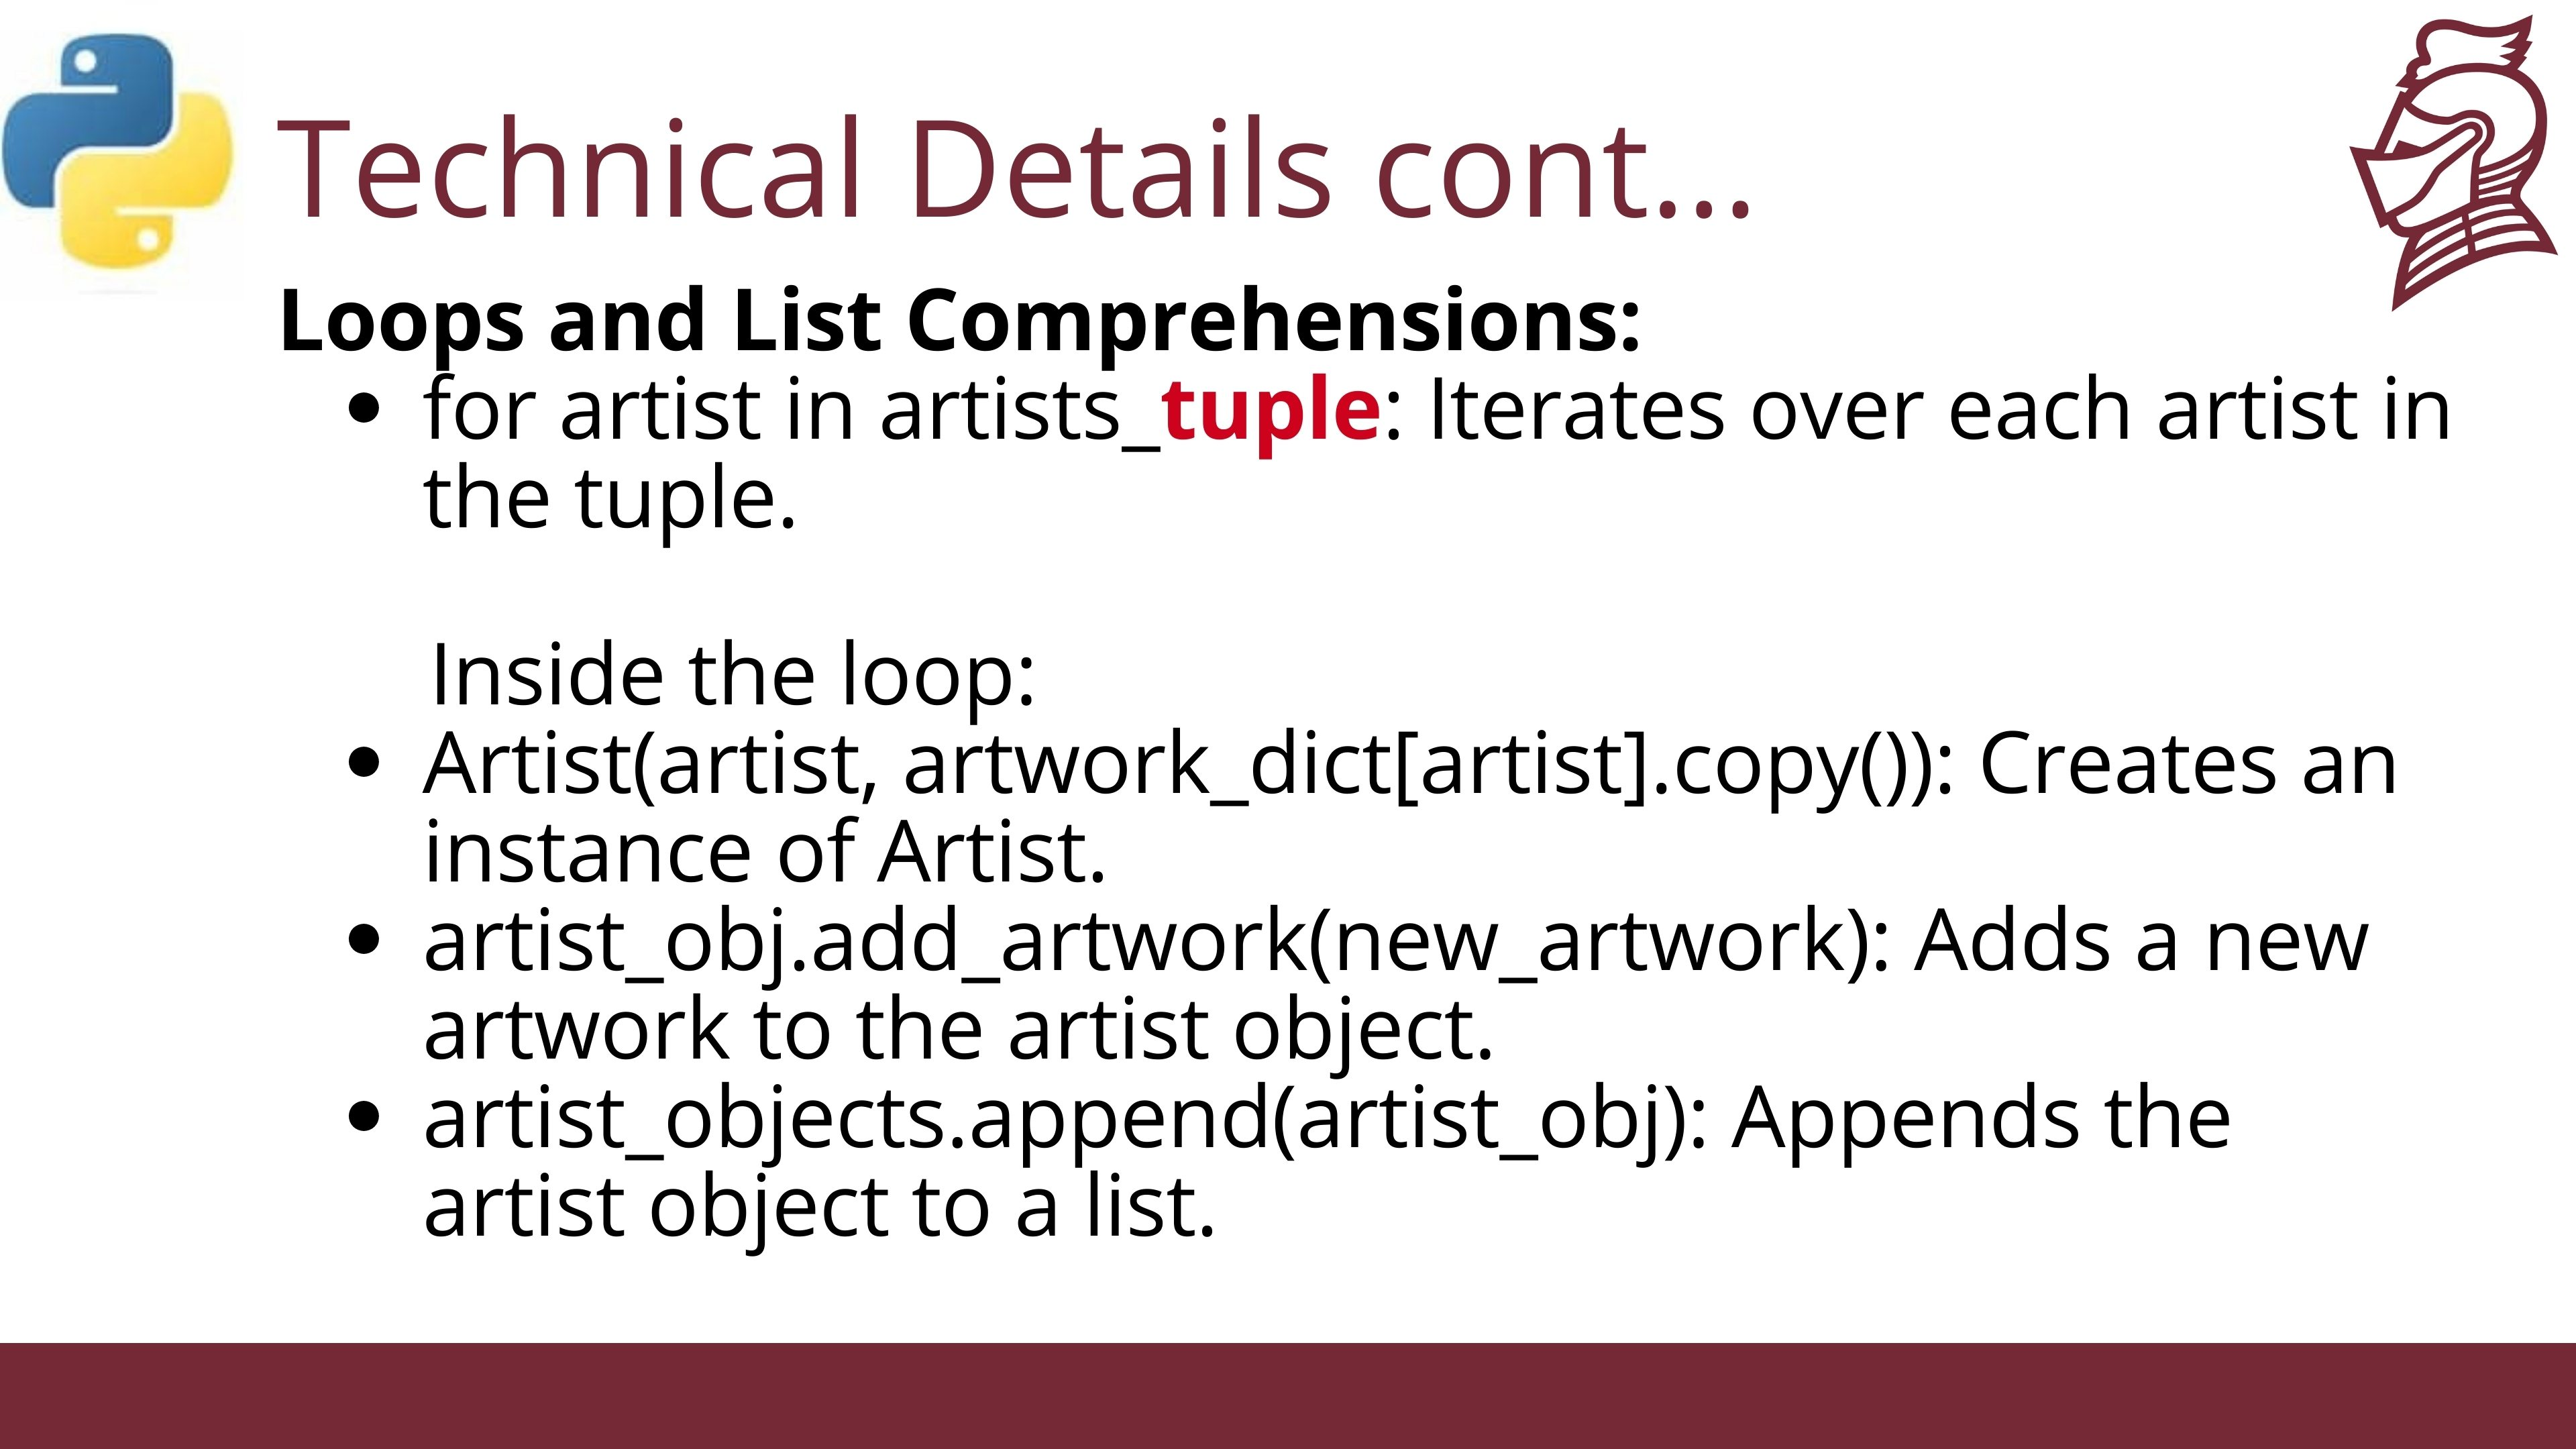 Technical Details cont...
Loops and List Comprehensions:
• for artist in artists_tuple: Iterates over each artist in
the tuple.
Inside the loop:
• Artist(artist, artwork_dict[artist].copy()): Creates an
instance of Artist.
• artist_obj.add_artwork(new_artwork): Adds a new
artwork to the artist object.
• artist_objects.append(artist_obj): Appends the
artist object to a list.